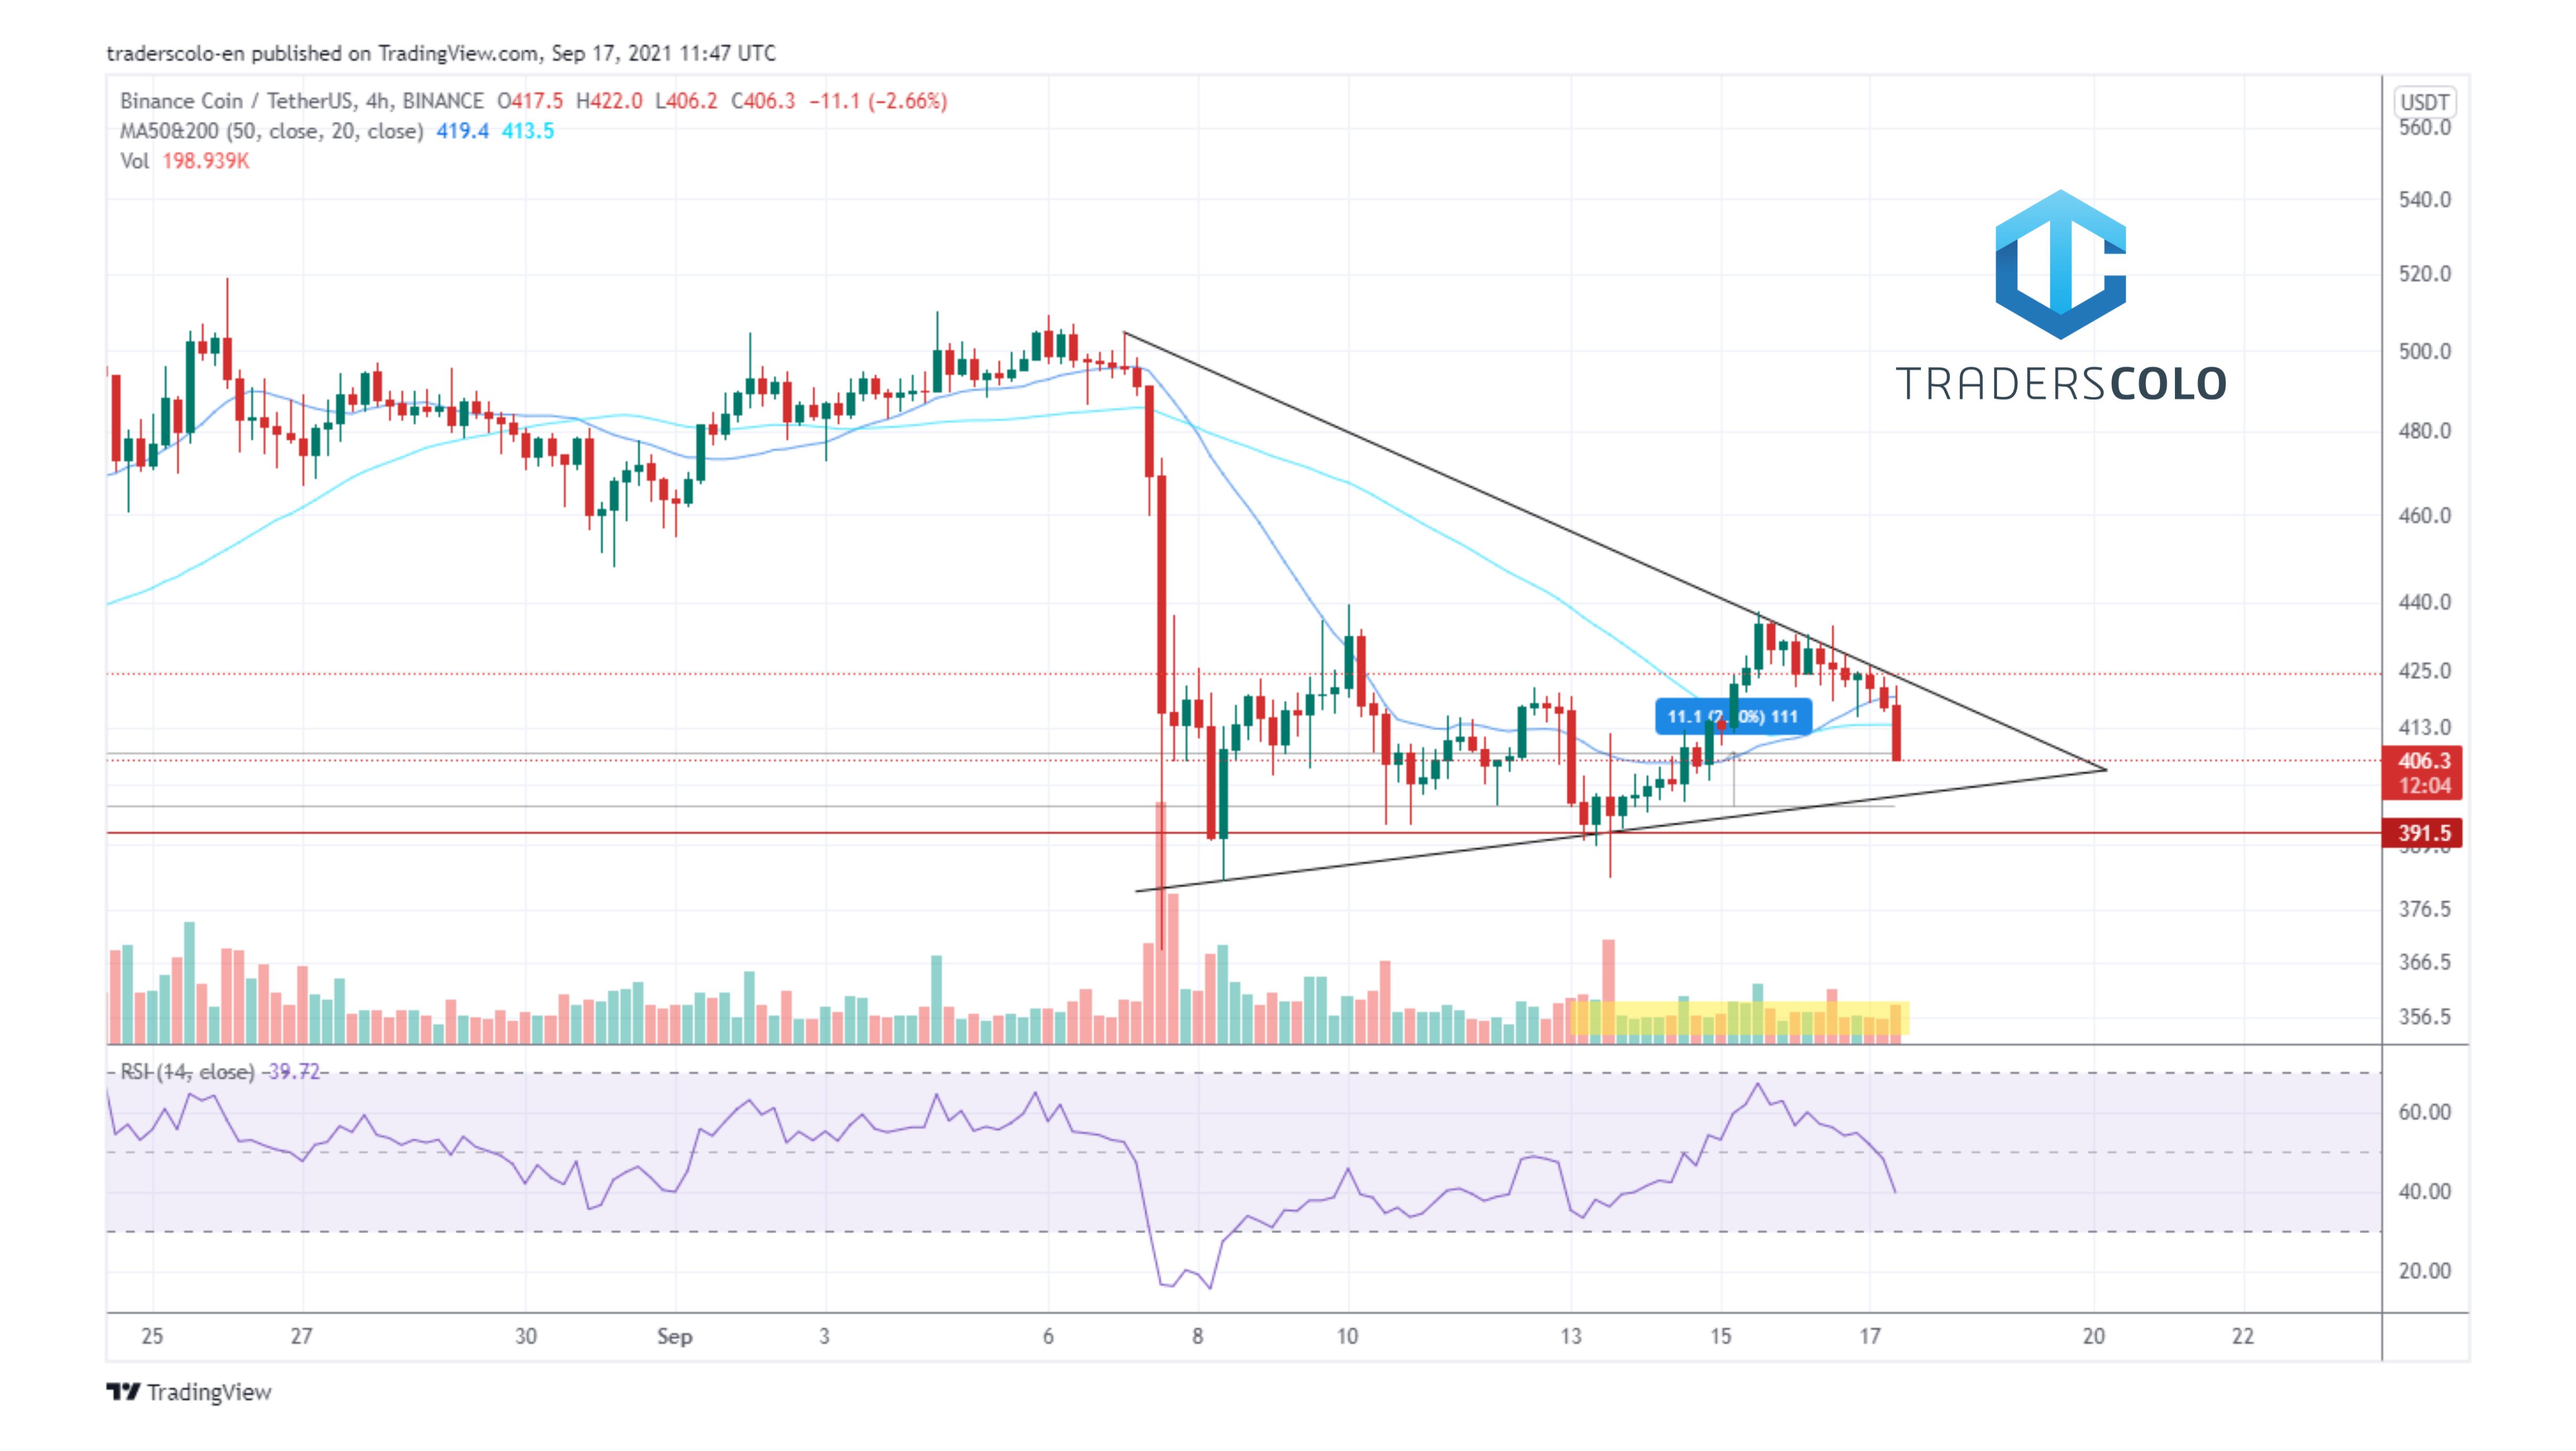 traderscolo-en published on TradingView.com, Sep 17, 2021 11:47 UTC
Binance Coin / TetherUS, 4h, BINANCE O417.5 H422.0 L406.2 C406.3 −11.1 (−2.66%)
MA50&200 (50, close, 20, close) 419.4 413.5
Vol 198.939K
USDT
560.0
540.0
520.0
TRADERSCOLO
500.0
480.0
460.0
440.0
425.0
11.1 111
413.0
406.3
12:04
391.5
376.5
366.5
356.5
RSI (14, close) 39.72
60.00
40.00
20.00
25 27 30 Sep 3 6 8 10 13 15 17 20 22
TradingView